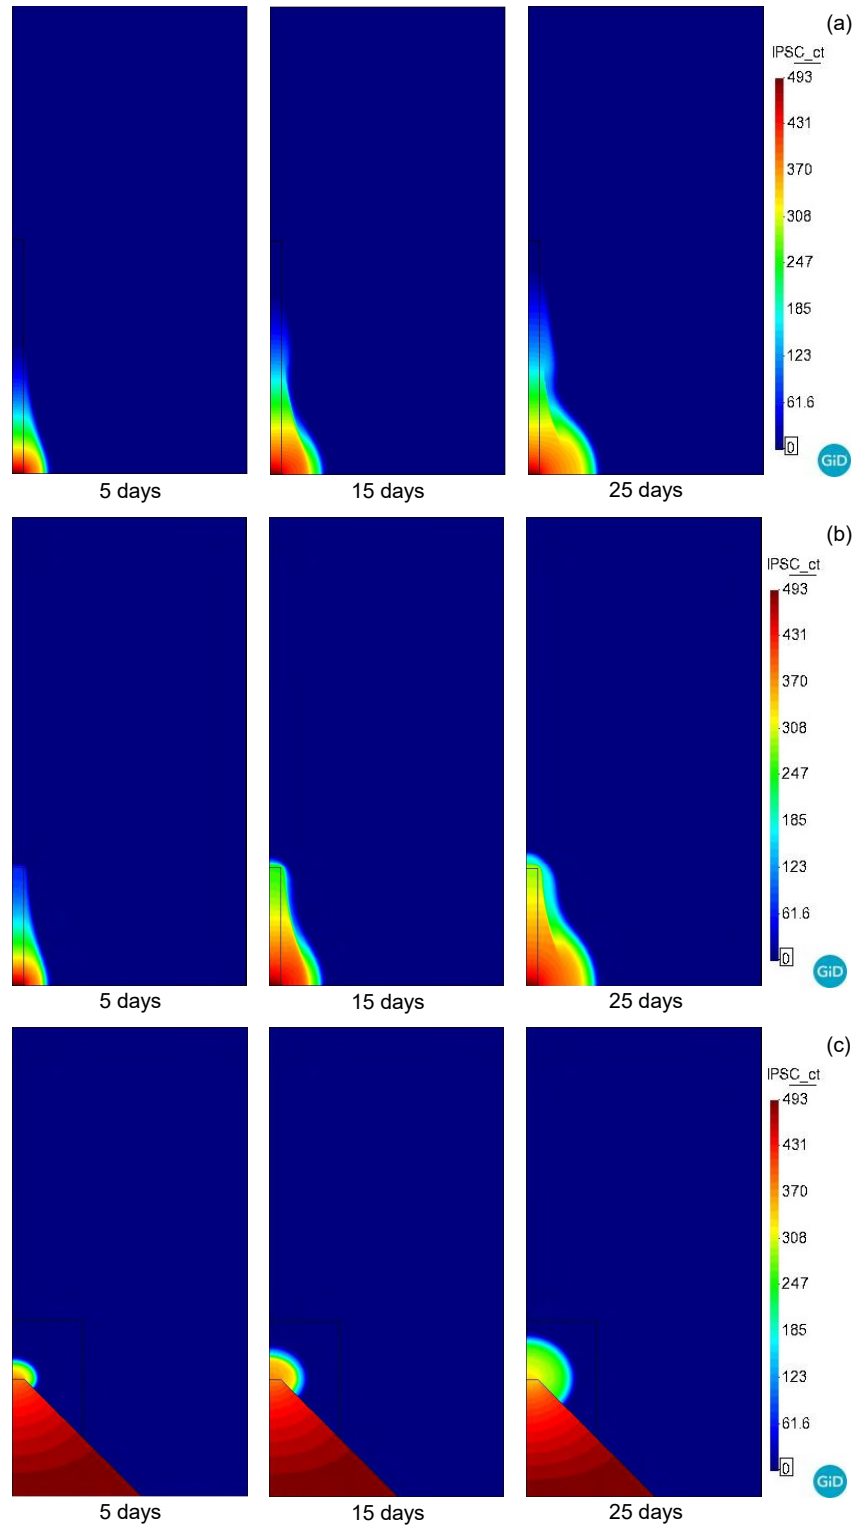 (a)
IPSC_ct
493
431
370
308
247
185
123
61.6
0
GiD
5 days
15 days
25 days
(b)
IPSC_ct
493
431
370
308
247
185
123
61.6
0
GiD
5 days
15 days
25 days
(c)
IPSC_ct
493
431
370
308
247
185
123
61.6
0
GiD
5 days
15 days
25 days